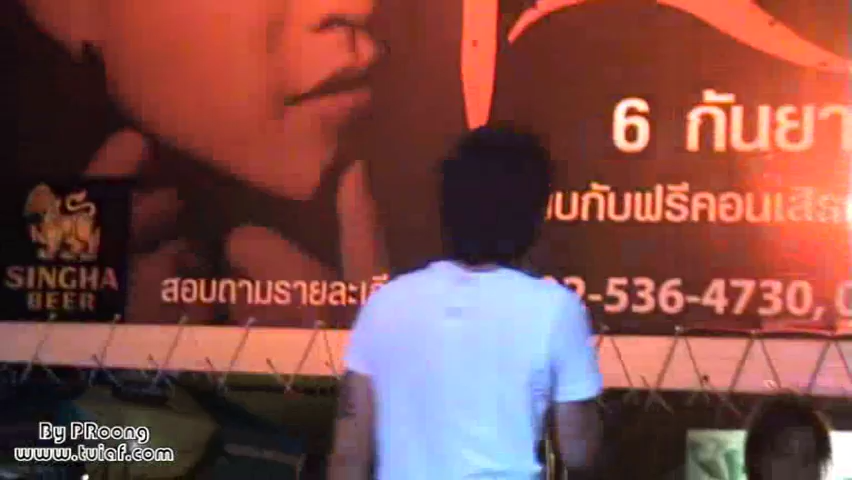 6 กันยา
กับฟรีคอนเสิร
สอบถามรายละเอี
2-536-4730,
SINGHA
BEER
By PRoong
www.tuiaf.com